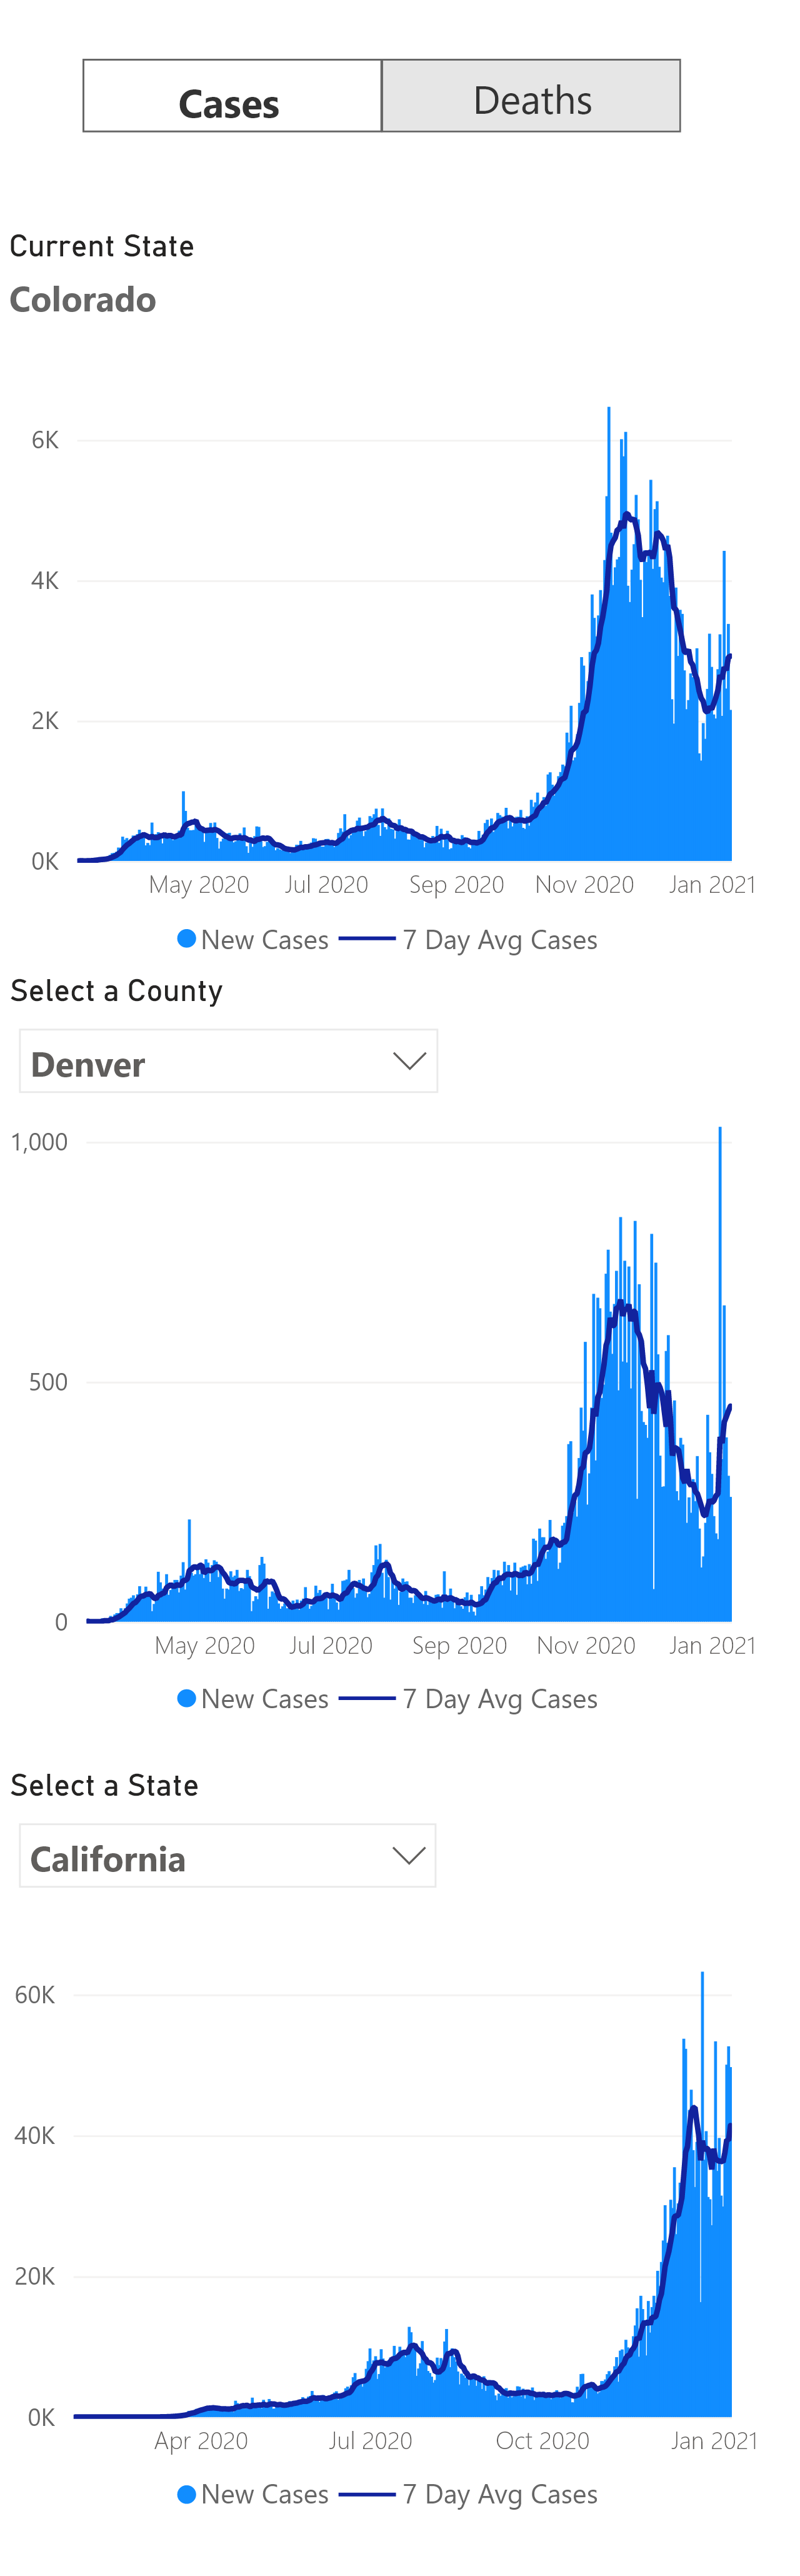 Cases Deaths
Current State
Colorado
6K
4K
2K
0K
May 2020 Jul 2020 Sep 2020 Nov 2020 Jan 2021
New Cases 7 Day Avg Cases
Select a County
Denver
1,000
500
0
May 2020 Jul 2020 Sep 2020 Nov 2020 Jan 2021
New Cases 7 Day Avg Cases
Select a State
California
60K
40K
20K
0K
Apr 2020 Jul 2020 Oct 2020 Jan 2021
New Cases 7 Day Avg Cases